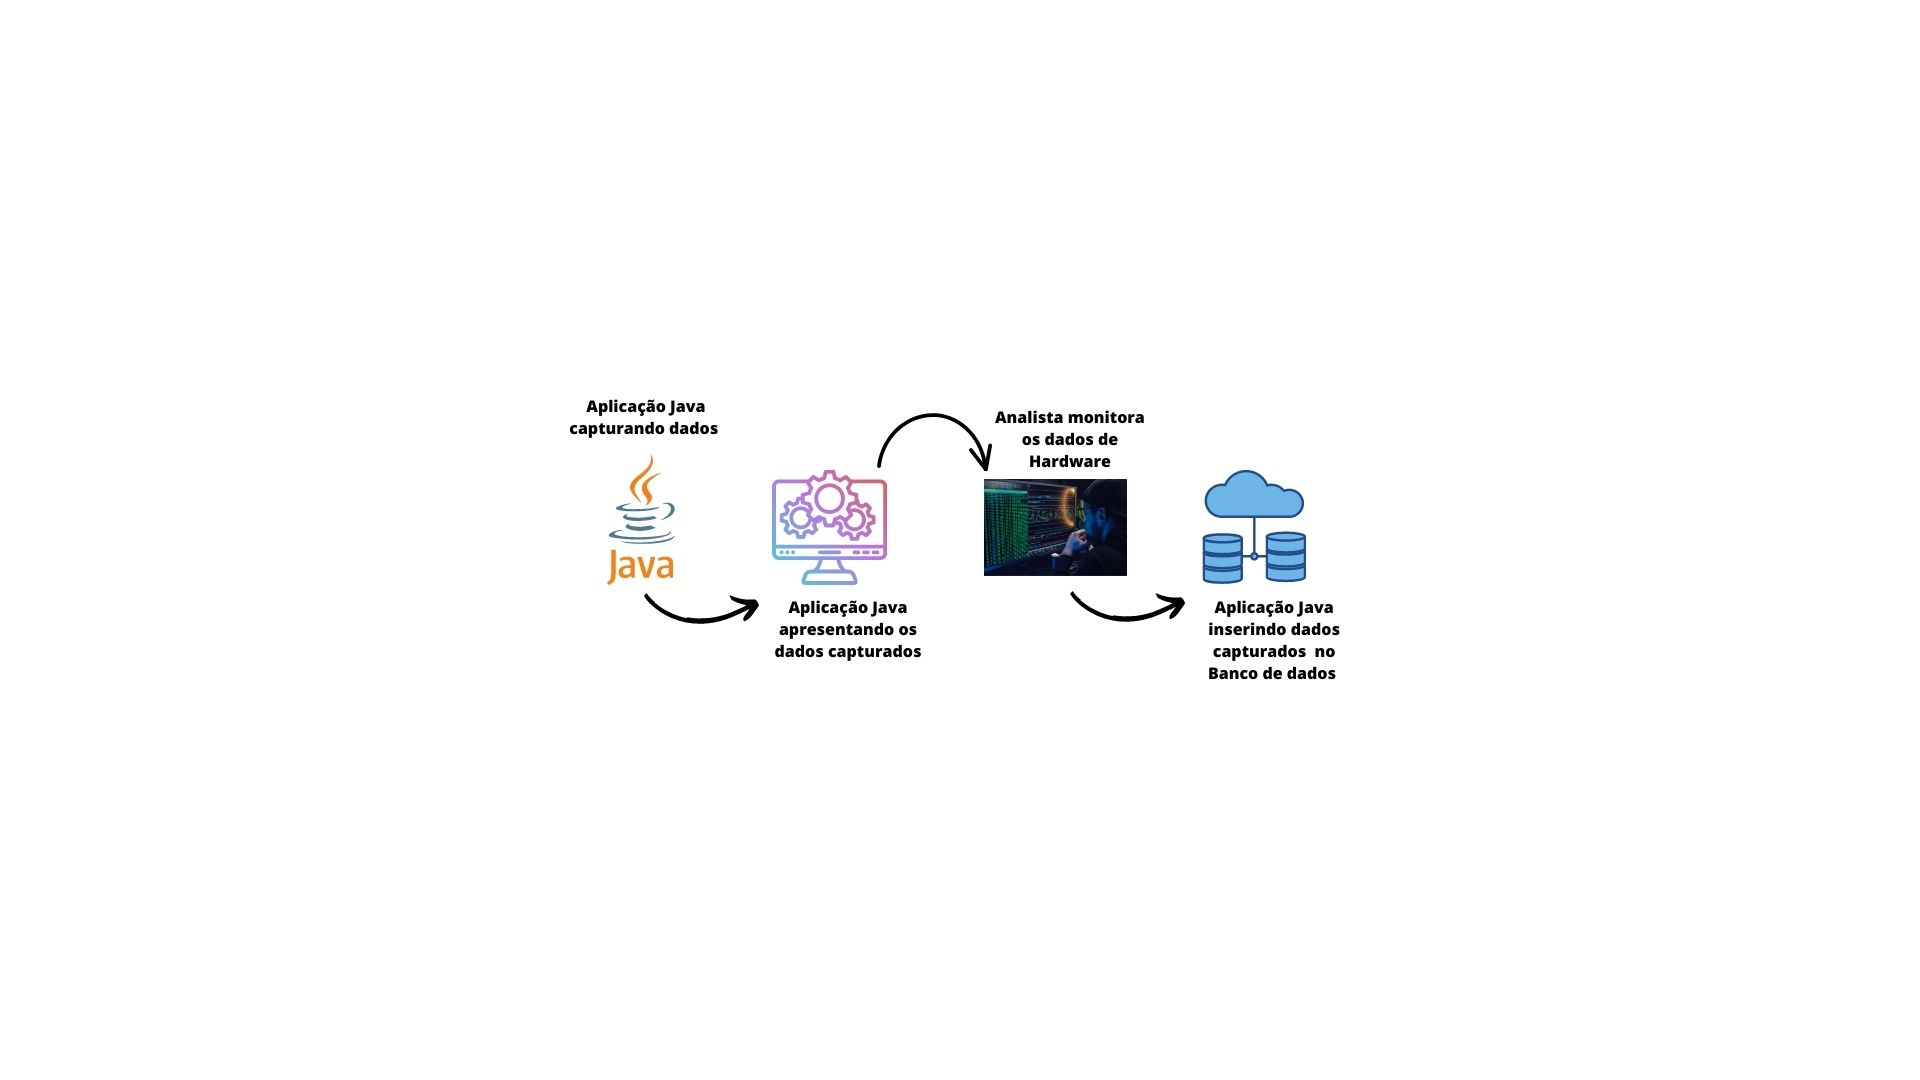 Aplicação Java
capturando dados
Java
Aplicação Java
apresentando os
dados capturados
Analista monitora
os dados de
Hardware
Aplicação Java
inserindo dados
capturados  no
Banco de dados